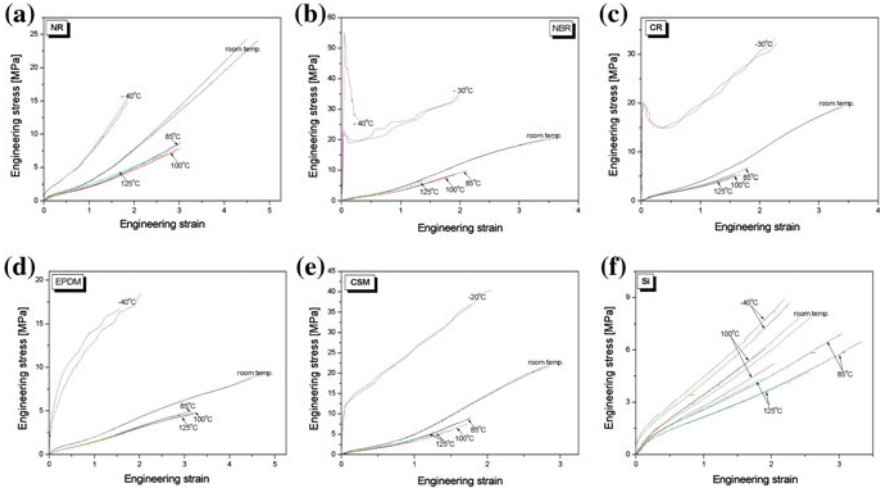 (a)
NR
Engineering stress [MPa]
25
20
15
10
5
0
-40°C
room temp.
85°C
100°C
125°C
0 1 2 3 4 5
Engineering strain
(b)
NBR
Engineering stress [MPa]
60
50
40
30
20
10
0
-40°C
-30°C
room temp.
85°C
125°C
100°C
0 1 2 3 4
Engineering strain
(c)
CR
Engineering stress [MPa]
30
20
10
0
-30°C
room temp.
85°C
125°C
100°C
0 1 2 3 4
Engineering strain
(d)
EPDM
Engineering stress [MPa]
20
15
10
5
0
-40°C
room temp.
85°C
100°C
125°C
0 1 2 3 4 5
Engineering strain
(e)
CSM
Engineering stress [MPa]
45
40
35
30
25
20
15
10
5
0
-20°C
room temp.
85°C
100°C
125°C
0 1 2 3
Engineering strain
(f)
Si
Engineering stress [MPa]
9
6
3
0
-40°C
room temp.
100°C
85°C
125°C
0 1 2 3
Engineering strain